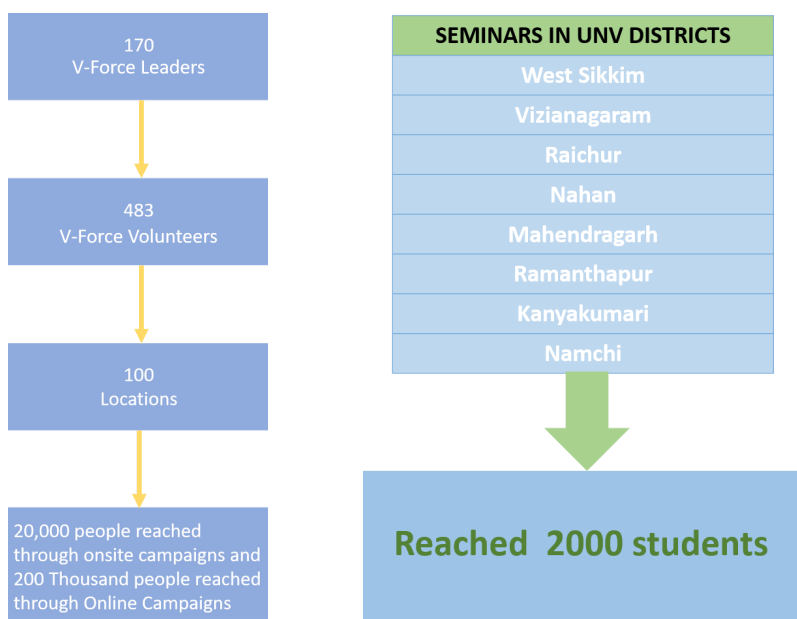 170
V-Force Leaders
483
V-Force Volunteers
100
Locations
20,000 people reached
through onsite campaigns and
200 Thousand people reached
through Online Campaigns
SEMINARS IN UNV DISTRICTS
West Sikkim
Vizianagaram
Raichur
Nahan
Mahendragarh
Ramanthapur
Kanyakumari
Namchi
Reached 2000 students